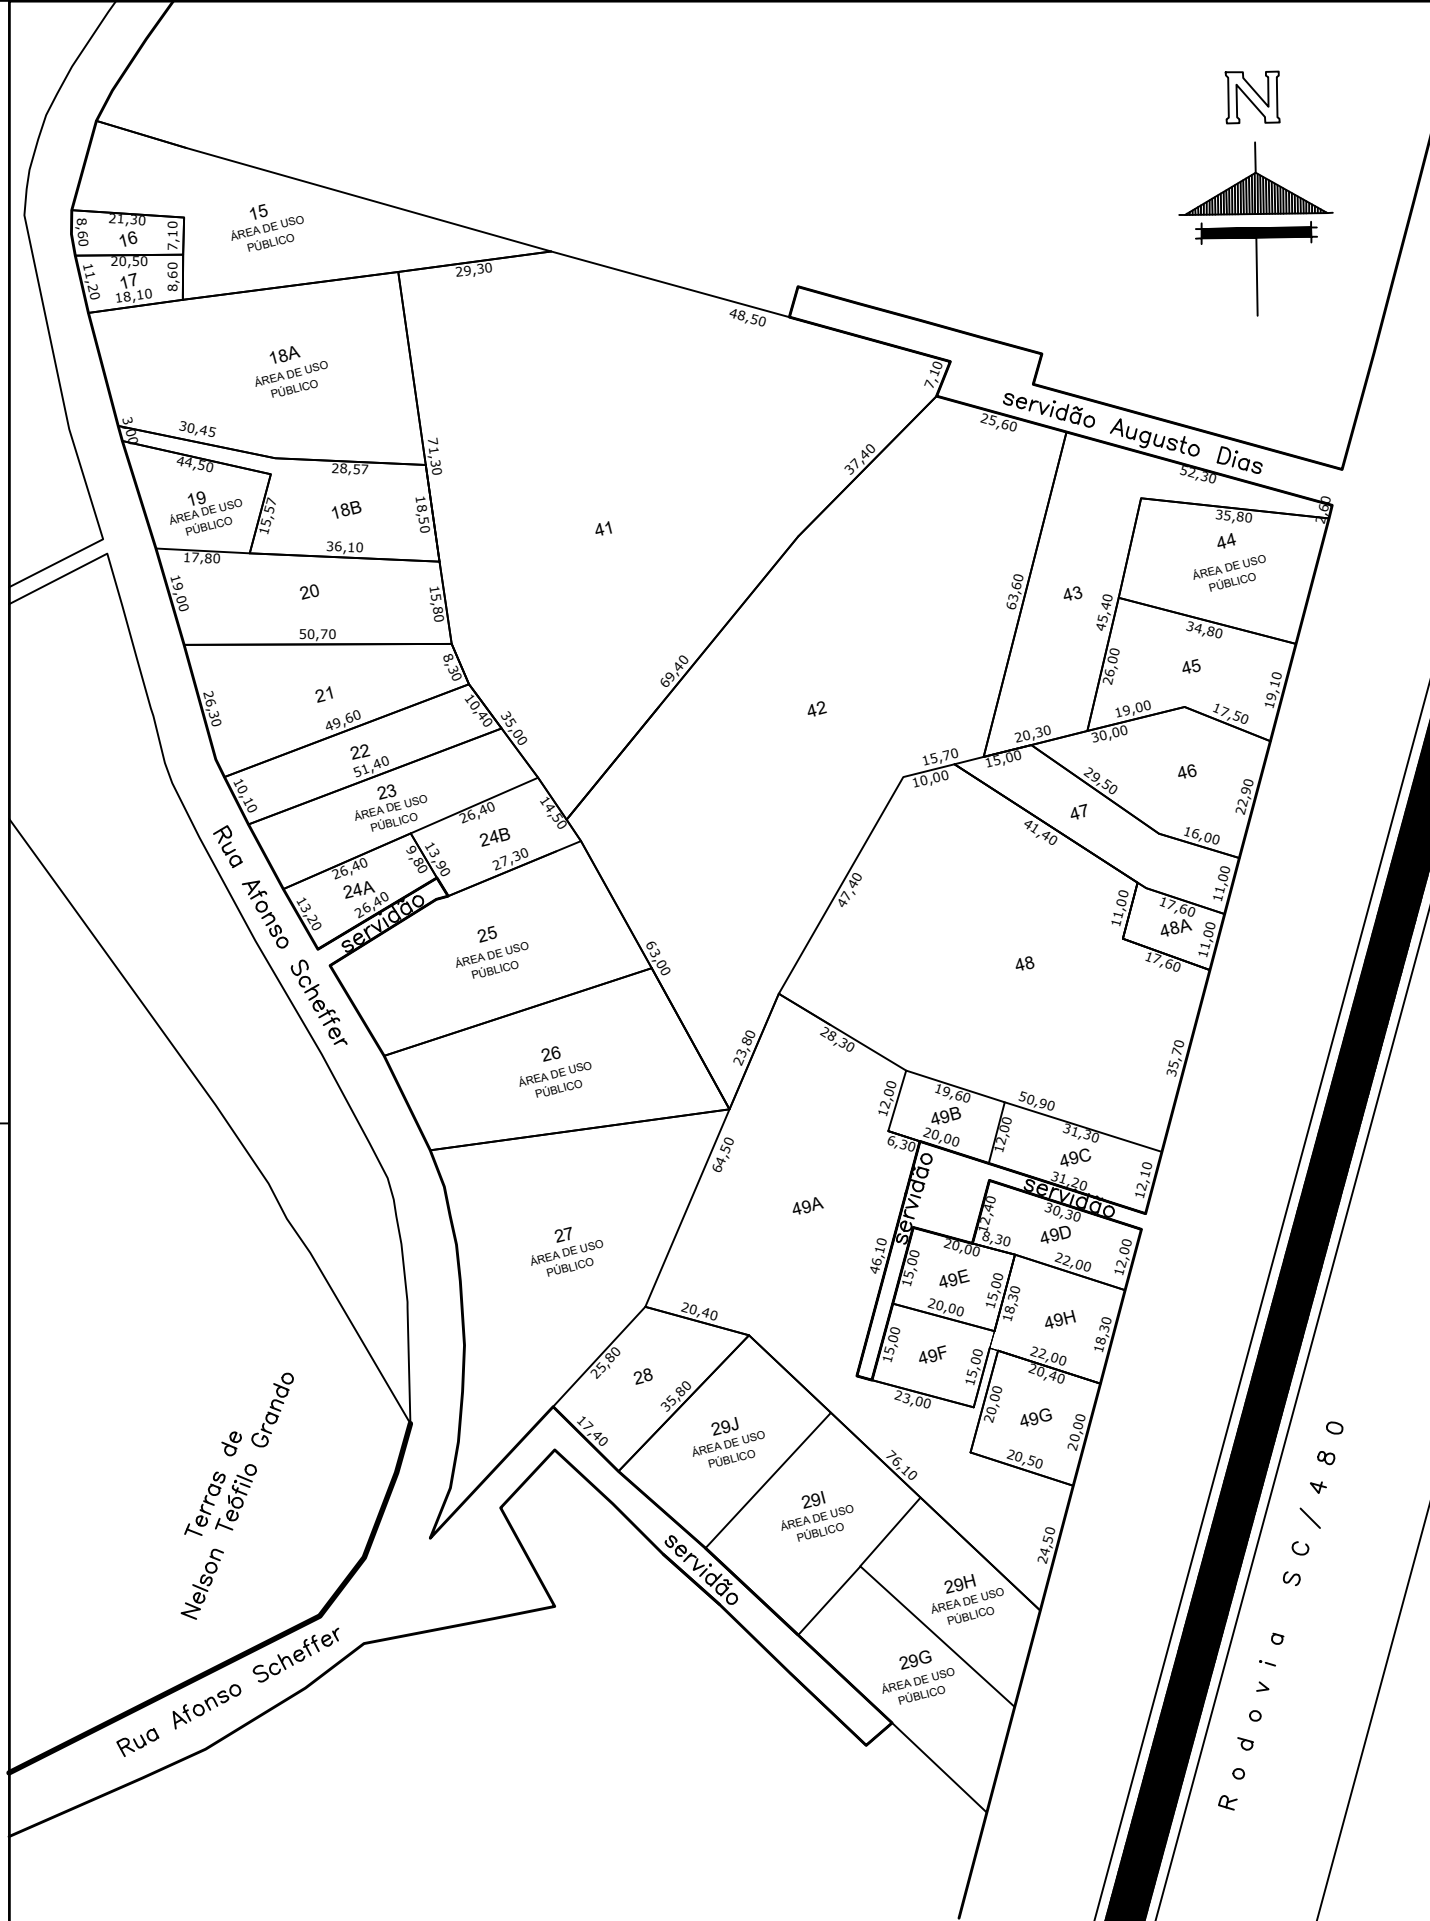 N
15
ÁREA DE USO
PÚBLICO
21,30
8,60
16
7,10
20,50
11,20
17
8,60
18,10
29,30
48,50
7,10
18A
ÁREA DE USO
PÚBLICO
3,00
30,45
71,30
44,50
28,57
19
ÁREA DE USO
PÚBLICO
15,57
18B
18,50
17,80
36,10
19,00
20
15,80
50,70
41
37,40
servidão Augusto Dias
25,60
52,30
2,60
35,80
44
ÁREA DE USO
PÚBLICO
63,60
43
45,40
34,80
26,00
45
19,10
8,30
26,30
21
49,60
10,40
35,00
69,40
42
19,00
17,50
20,30
30,00
15,70
15,00
10,00
22
51,40
10,10
23
ÁREA DE USO
PÚBLICO
26,40
14,50
24B
13,90
9,80
27,30
26,40
24A
26,40
13,20
servidão
46
22,90
29,50
47
16,00
41,40
11,00
47,40
11,00
17,60
48A
11,00
17,60
48
Rua Afonso Scheffer
25
ÁREA DE USO
PÚBLICO
63,00
26
ÁREA DE USO
PÚBLICO
23,80
28,30
35,70
12,00
19,60
49B
20,00
50,90
12,00
31,30
49C
31,20
12,10
6,30
servidão
servidão
64,50
49A
27
ÁREA DE USO
PÚBLICO
12,40
30,30
49D
8,30
22,00
12,00
46,10
20,00
15,00
49E
15,00
20,00
18,30
49H
18,30
15,00
49F
15,00
22,00
20,40
23,00
20,00
49G
20,00
20,50
20,40
25,80
28
35,80
17,40
29J
ÁREA DE USO
PÚBLICO
76,10
29I
ÁREA DE USO
PÚBLICO
24,50
servidão
29H
ÁREA DE USO
PÚBLICO
29G
ÁREA DE USO
PÚBLICO
Terras de
Nelson Teófilo Grando
Rua Afonso Scheffer
Rodovia SC/480